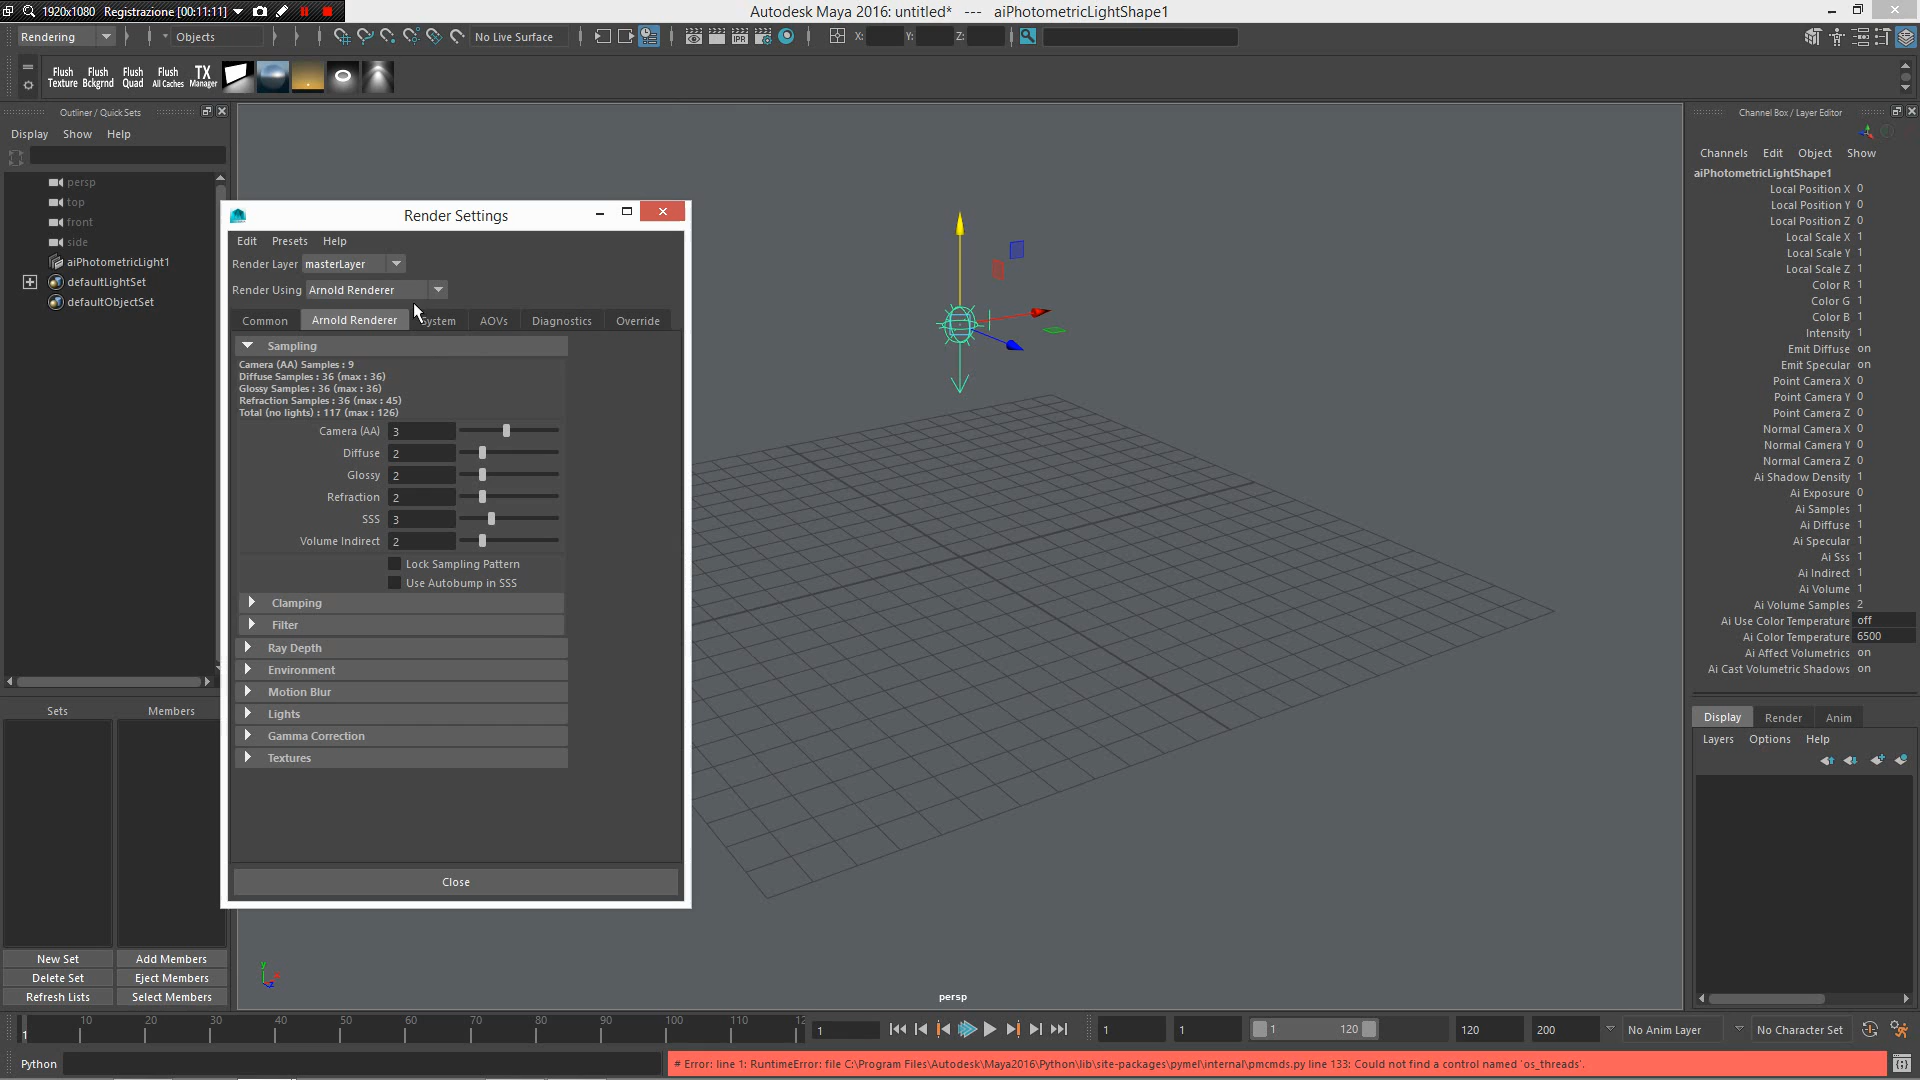 1920x1080 Registrazione [00:11:11]
Autodesk Maya 2016: untitled* --- aiPhotometricLightShape1
Rendering
Objects
No Live Surface
IPR
X:
Y:
Z:
Flush Texture
Flush Bckgrnd
Flush Quad
Flush All Caches
TX Manager
Outliner / Quick Sets
Display Show Help
persp
top
front
side
aiPhotometricLight1
defaultLightSet
defaultObjectSet
Sets
Members
New Set
Add Members
Delete Set
Eject Members
Refresh Lists
Select Members
Render Settings
Edit Presets Help
Render Layer masterLayer
Render Using Arnold Renderer
Common
Arnold Renderer
System
AOVs
Diagnostics
Override
Sampling
Camera (AA) Samples : 9
Diffuse Samples : 36 (max : 36)
Glossy Samples : 36 (max : 36)
Refraction Samples : 36 (max : 45)
Total (no lights) : 117 (max : 126)
Camera (AA) 3
Diffuse 2
Glossy 2
Refraction 2
SSS 3
Volume Indirect 2
Lock Sampling Pattern
Use Autobump in SSS
Clamping
Filter
Ray Depth
Environment
Motion Blur
Lights
Gamma Correction
Textures
Close
y
z
persp
Channel Box / Layer Editor
Channels Edit Object Show
aiPhotometricLightShape1
Local Position X 0
Local Position Y 0
Local Position Z 0
Local Scale X 1
Local Scale Y 1
Local Scale Z 1
Color R 1
Color G 1
Color B 1
Intensity 1
Emit Diffuse on
Emit Specular on
Point Camera X 0
Point Camera Y 0
Point Camera Z 0
Normal Camera X 0
Normal Camera Y 0
Normal Camera Z 0
Ai Shadow Density 1
Ai Exposure 0
Ai Samples 1
Ai Diffuse 1
Ai Specular 1
Ai Sss 1
Ai Indirect 1
Ai Volume 1
Ai Volume Samples 2
Ai Use Color Temperature off
Ai Color Temperature 6500
Ai Affect Volumetrics on
Ai Cast Volumetric Shadows on
Display Render Anim
Layers Options Help
1 10 20 30 40 50 60 70 80 90 100 110 12
1
1
1
1 120
120
200
No Anim Layer
No Character Set
Python
# Error: line 1: RuntimeError: file C:\Program Files\Autodesk\Maya2016\Python\lib\site-packages\pymel\internal\pmcmds.py line 133: Could not find a control named 'os_threads'.